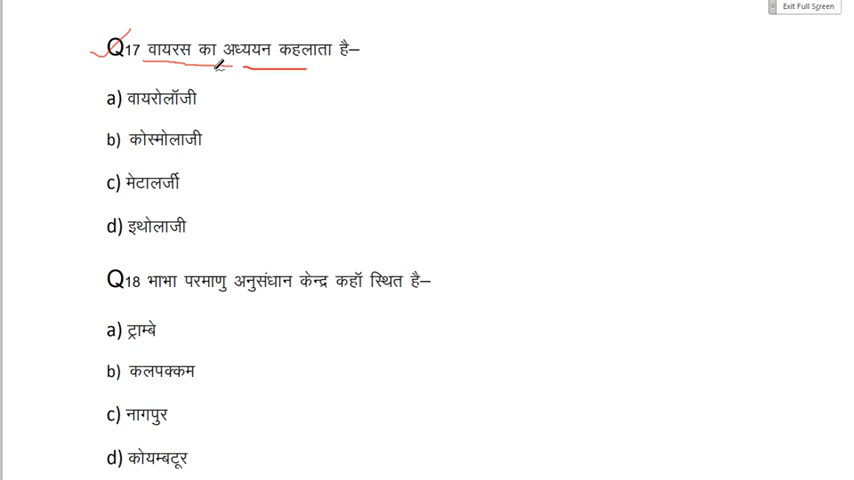 Exit Full Screen
Q17 वायरस का अध्ययन कहलाता है–
a) वायरोलॉजी
b) कोस्मोलाजी
c) मेटालर्जी
d) इथोलाजी
Q18 भाभा परमाणु अनुसंधान केन्द्र कहॉ स्थित है–
a) ट्राम्बे
b) कलपक्कम
c) नागपुर
d) कोयम्बटूर